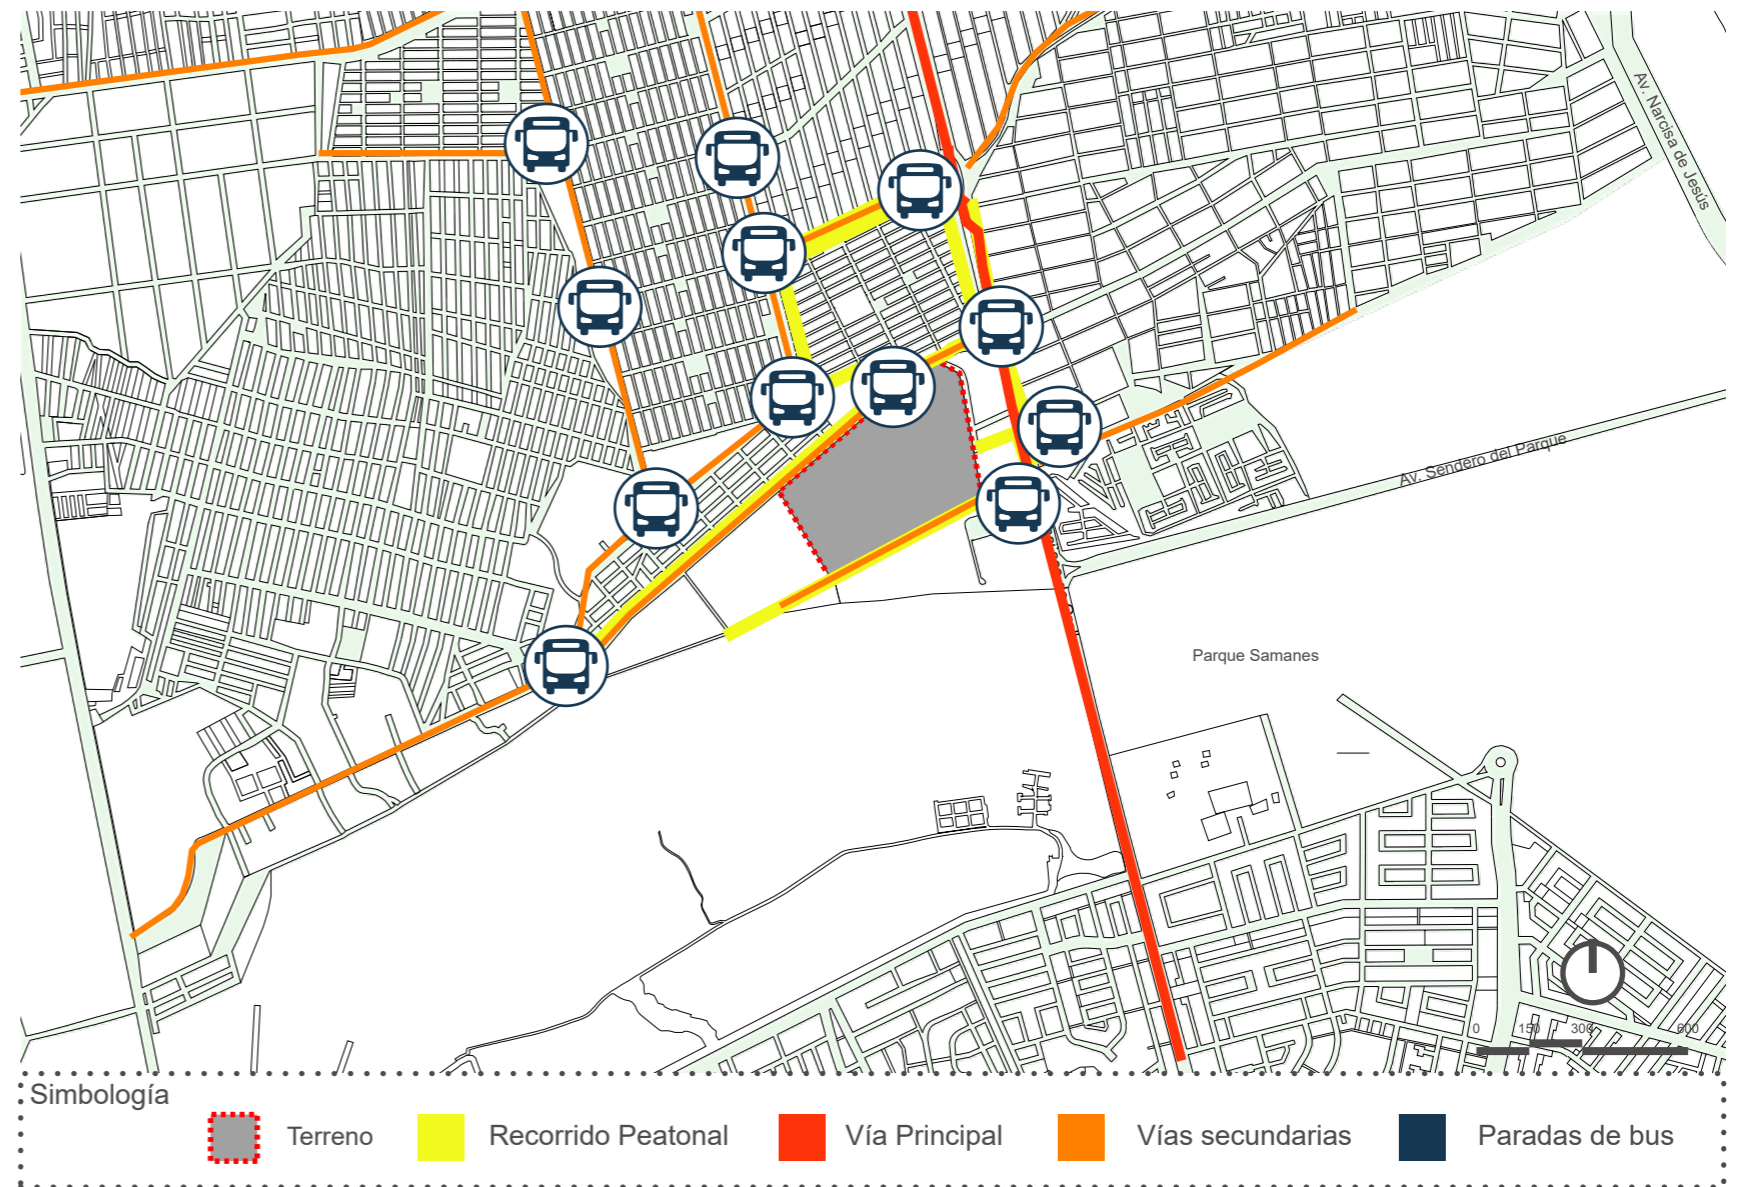 Av. Narcisa de Jesús
Av. Sendero del Parque
Parque Samanes
0 150 300 600
Simbología
Terreno
Recorrido Peatonal
Vía Principal
Vías secundarias
Paradas de bus